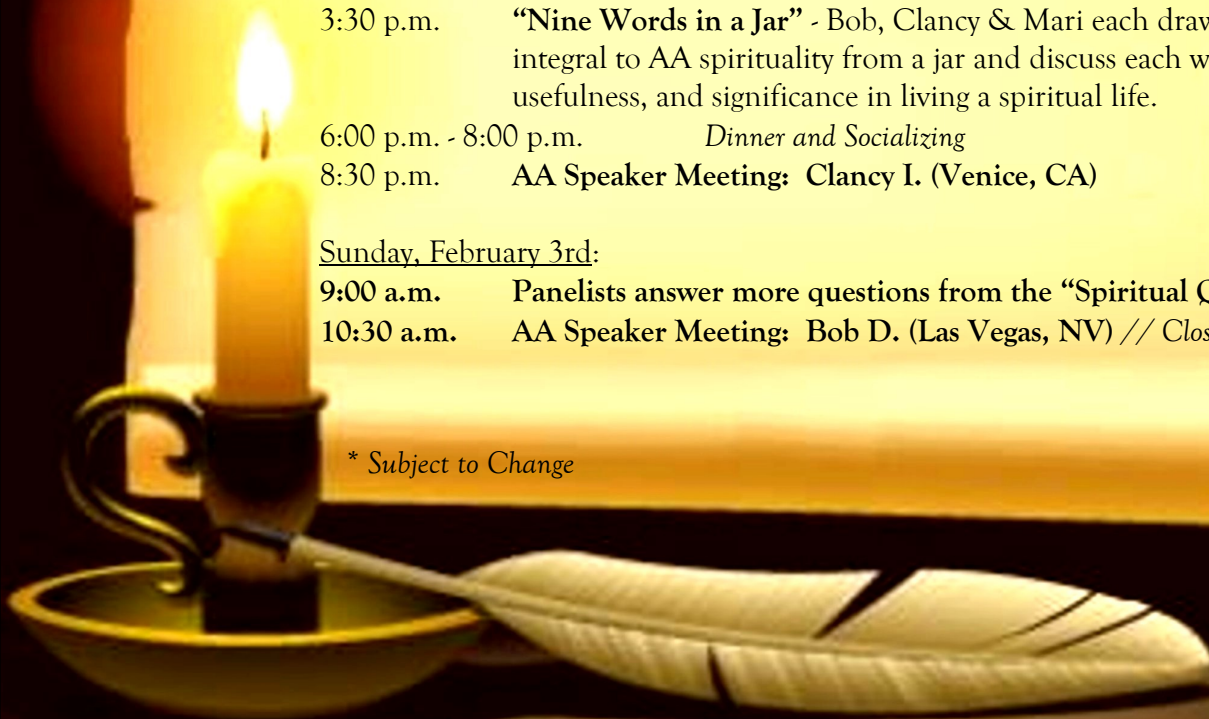 3:30 p.m. “Nine Words in a Jar” - Bob, Clancy & Mari each draw
integral to AA spirituality from a jar and discuss each w
usefulness, and significance in living a spiritual life.
6:00 p.m. - 8:00 p.m. Dinner and Socializing
8:30 p.m. AA Speaker Meeting: Clancy I. (Venice, CA)
Sunday, February 3rd:
9:00 a.m. Panelists answer more questions from the “Spiritual Q
10:30 a.m. AA Speaker Meeting: Bob D. (Las Vegas, NV) // Clos
* Subject to Change